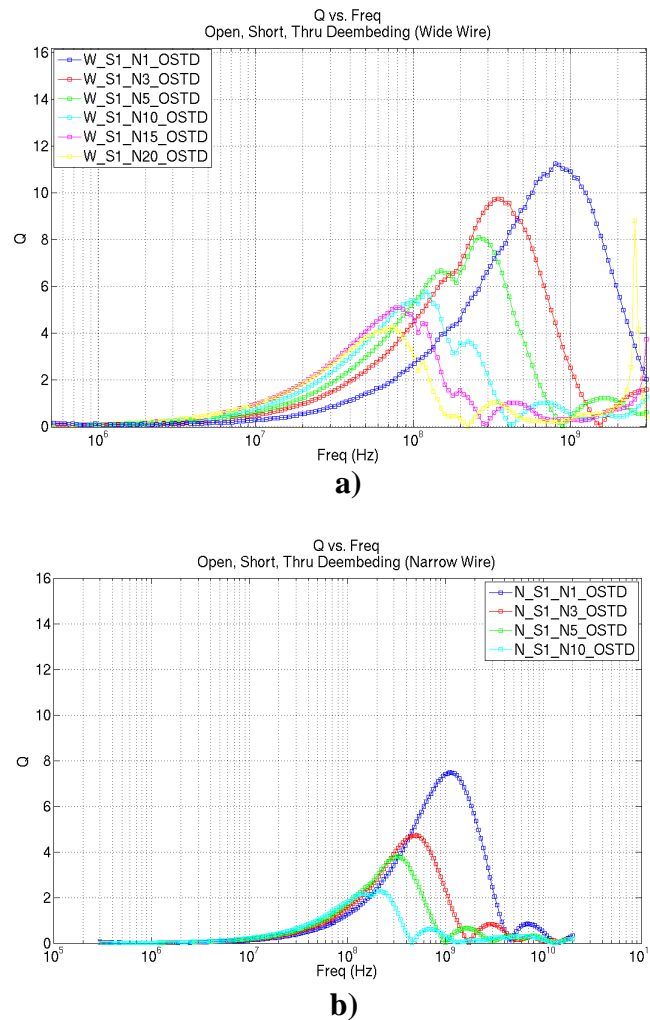 Q vs. Freq
Open, Short, Thru Deembeding (Wide Wire)
16
14
12
10
8
6
4
2
0
Q
W_S1_N1_OSTD
W_S1_N3_OSTD
W_S1_N5_OSTD
W_S1_N10_OSTD
W_S1_N15_OSTD
W_S1_N20_OSTD
10^6
10^7
10^8
10^9
Freq (Hz)
a)
Q vs. Freq
Open, Short, Thru Deembeding (Narrow Wire)
16
14
12
10
8
6
4
2
0
Q
N_S1_N1_OSTD
N_S1_N3_OSTD
N_S1_N5_OSTD
N_S1_N10_OSTD
10^5
10^6
10^7
10^8
10^9
10^10
10^11
Freq (Hz)
b)